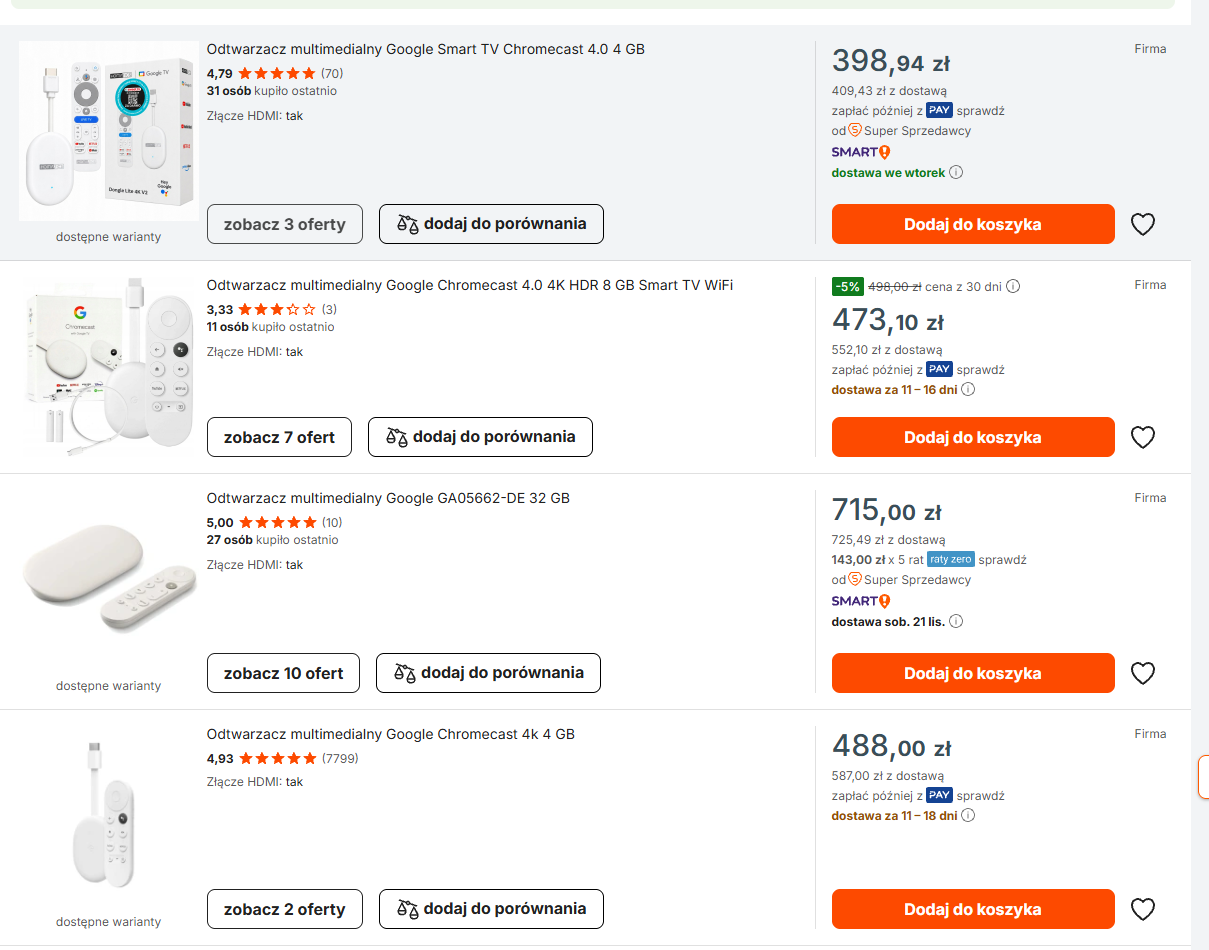 Odtwarzacz multimedialny Google Smart TV Chromecast 4.0 4 GB
4,79 (70)
31 osób kupiło ostatnio
Złącze HDMI: tak
Google TV
Dongle Lite 4K V2
Hey Google
dostępne warianty
zobacz 3 oferty
dodaj do porównania
398,94 zł
Firma
409,43 zł z dostawą
zapłać później z PAY sprawdź
od Super Sprzedawcy
SMART!
dostawa we wtorek
Dodaj do koszyka
Odtwarzacz multimedialny Google Chromecast 4.0 4K HDR 8 GB Smart TV WiFi
3,33 (3)
11 osób kupiło ostatnio
Złącze HDMI: tak
G
Chromecast
zobacz 7 ofert
dodaj do porównania
-5% 498,00 zł cena z 30 dni
Firma
473,10 zł
552,10 zł z dostawą
zapłać później z PAY sprawdź
dostawa za 11 – 16 dni
Dodaj do koszyka
Odtwarzacz multimedialny Google GA05662-DE 32 GB
5,00 (10)
27 osób kupiło ostatnio
Złącze HDMI: tak
dostępne warianty
zobacz 10 ofert
dodaj do porównania
715,00 zł
Firma
725,49 zł z dostawą
143,00 zł x 5 rat raty zero sprawdź
od Super Sprzedawcy
SMART!
dostawa sob. 21 lis.
Dodaj do koszyka
Odtwarzacz multimedialny Google Chromecast 4k 4 GB
4,93 (7799)
Złącze HDMI: tak
dostępne warianty
zobacz 2 oferty
dodaj do porównania
488,00 zł
Firma
587,00 zł z dostawą
zapłać później z PAY sprawdź
dostawa za 11 – 18 dni
Dodaj do koszyka